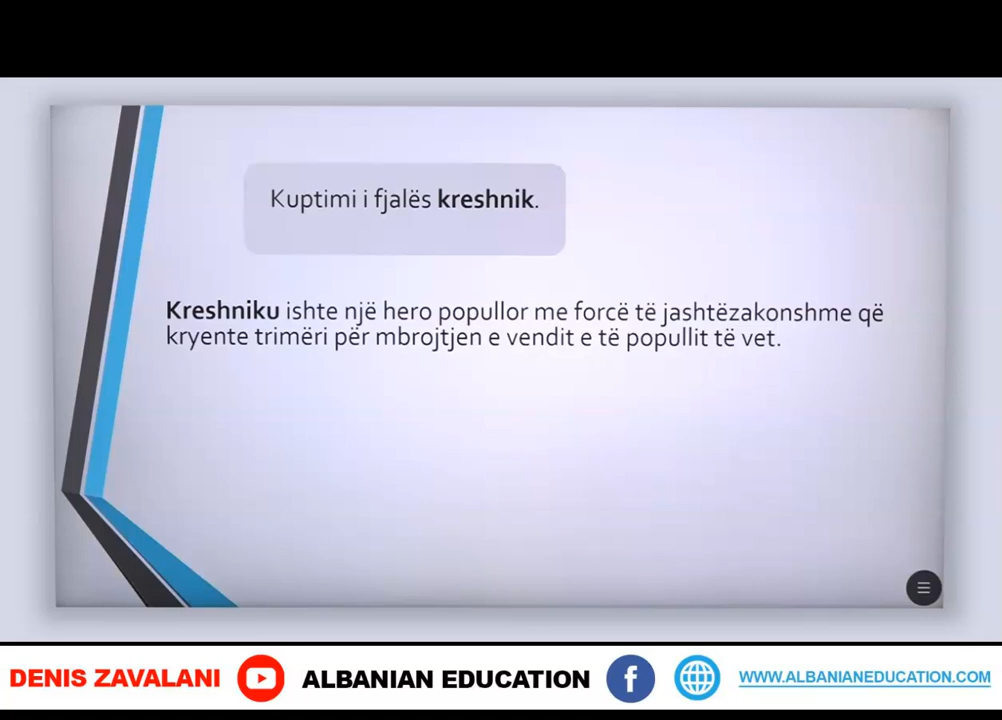 Kuptimi i fjalës kreshnik.
Kreshniku ishte një hero popullor me forcë të jashtëzakonshme që
kryente trimëri për mbrojtjen e vendit e të popullit të vet.
DENIS ZAVALANI
ALBANIAN EDUCATION
WWW.ALBANIANEDUCATION.COM